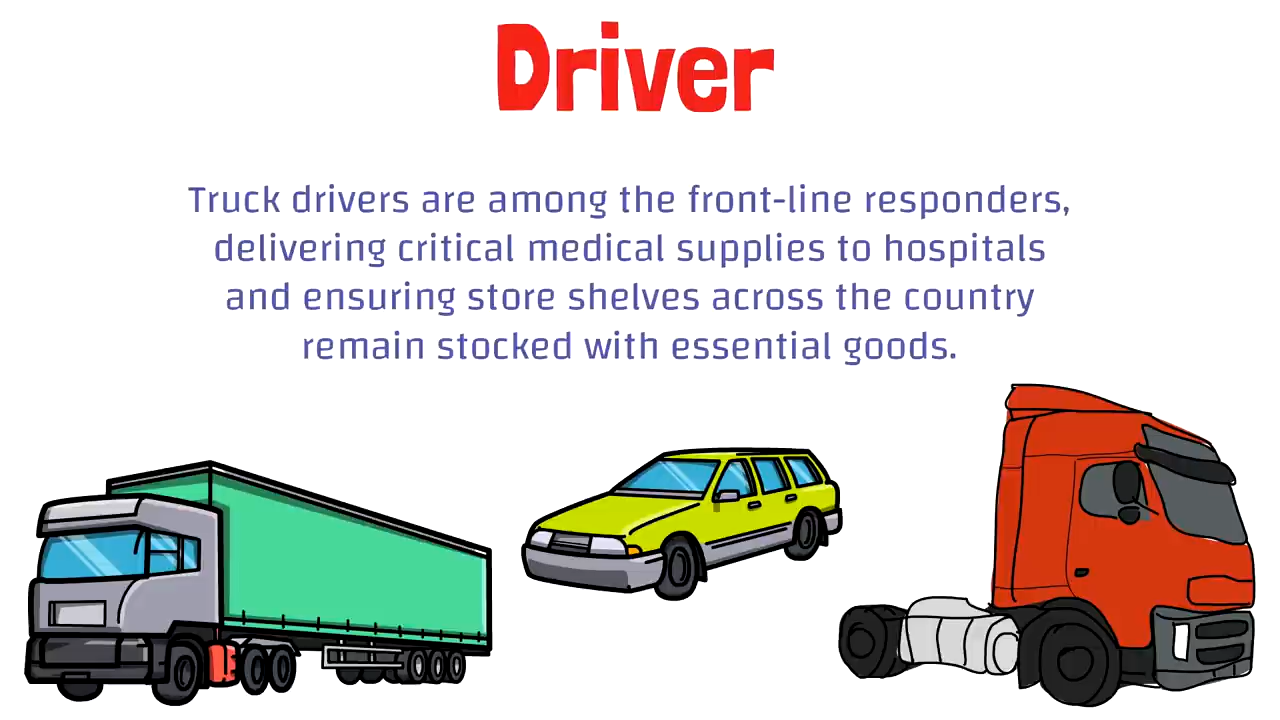 Driver
Truck drivers are among the front-line responders,
delivering critical medical supplies to hospitals
and ensuring store shelves across the country
remain stocked with essential goods.